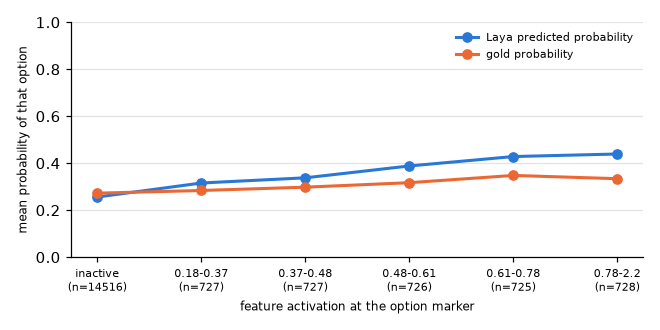 1.0
0.8
0.6
0.4
0.2
0.0
mean probability of that option
Laya predicted probability
gold probability
inactive
(n=14516)
0.18-0.37
(n=727)
0.37-0.48
(n=727)
0.48-0.61
(n=726)
0.61-0.78
(n=725)
0.78-2.2
(n=728)
feature activation at the option marker